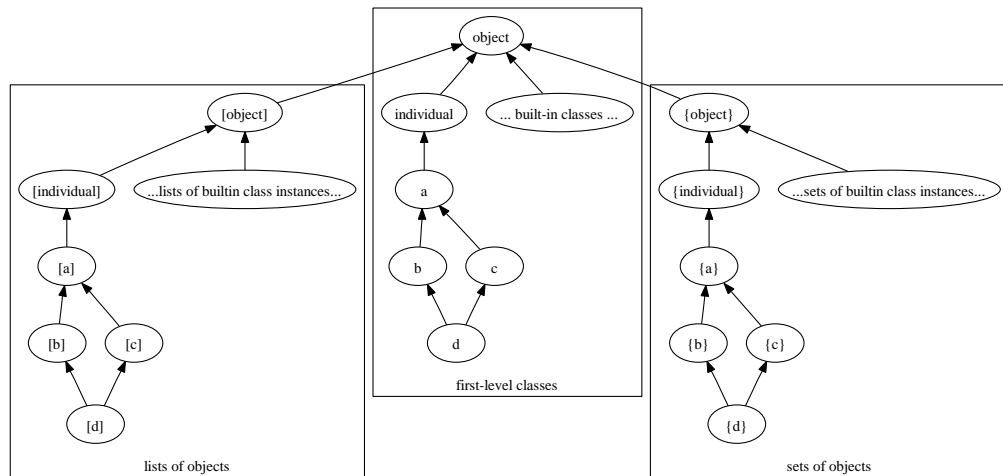 object
[object]
individual
... built-in classes ...
{object}
[individual]
...lists of builtin class instances...
a
{individual}
...sets of builtin class instances...
[a]
b
c
{a}
[b]
[c]
d
{b}
{c}
first-level classes
[d]
{d}
lists of objects
sets of objects